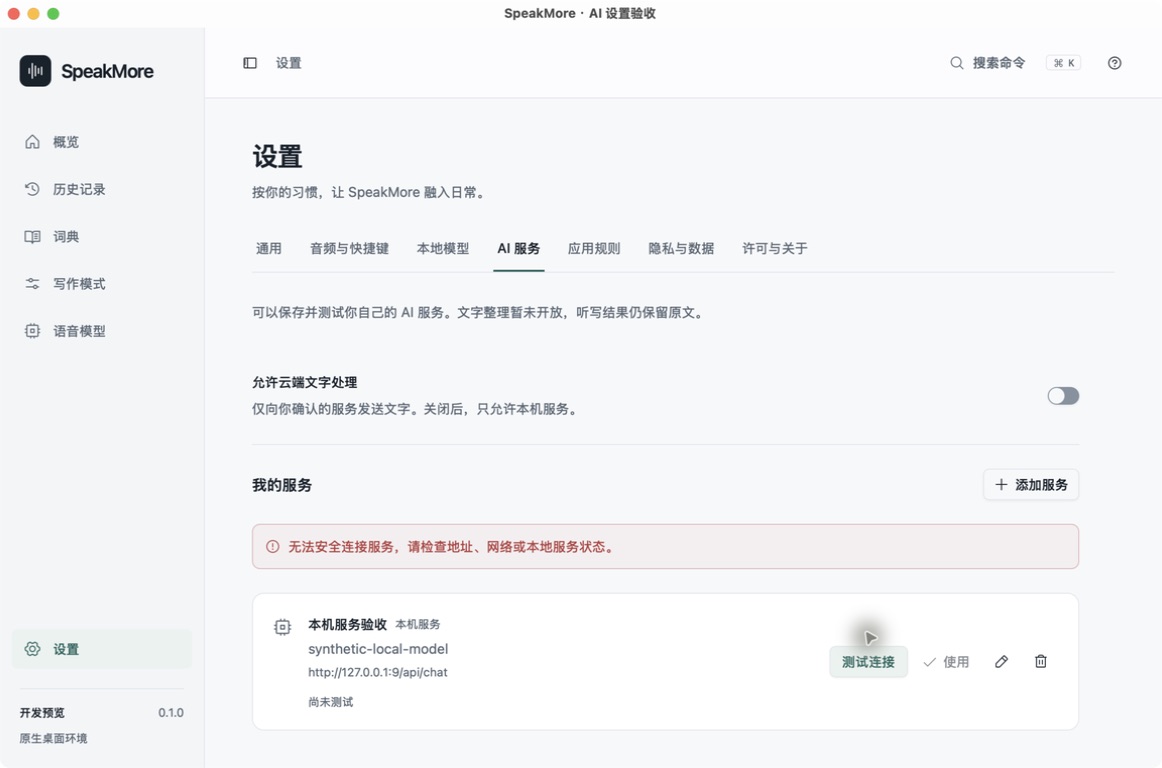 SpeakMore · AI 设置验收
SpeakMore
设置
搜索命令
⌘ K
概览
历史记录
词典
写作模式
语音模型
设置
开发预览 0.1.0
原生桌面环境
设置
按你的习惯，让 SpeakMore 融入日常。
通用 音频与快捷键 本地模型 AI 服务 应用规则 隐私与数据 许可与关于
可以保存并测试你自己的 AI 服务。文字整理暂未开放，听写结果仍保留原文。
允许云端文字处理
仅向你确认的服务发送文字。关闭后，只允许本机服务。
我的服务
添加服务
无法安全连接服务，请检查地址、网络或本地服务状态。
本机服务验收 本机服务
synthetic-local-model
http://127.0.0.1:9/api/chat
尚未测试
测试连接 使用